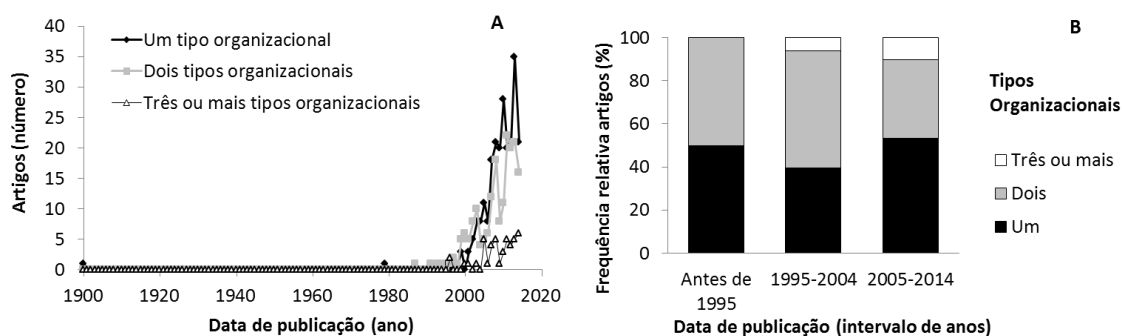 A
Artigos (número)
40
35
30
25
20
15
10
5
0
Um tipo organizacional
Dois tipos organizacionais
Três ou mais tipos organizacionais
1900 1920 1940 1960 1980 2000 2020
Data de publicação (ano)
B
Frequência relativa artigos (%)
100
80
60
40
20
0
Antes de
1995
1995-2004
2005-2014
Data de publicação (intervalo de anos)
Tipos
Organizacionais
Três ou mais
Dois
Um